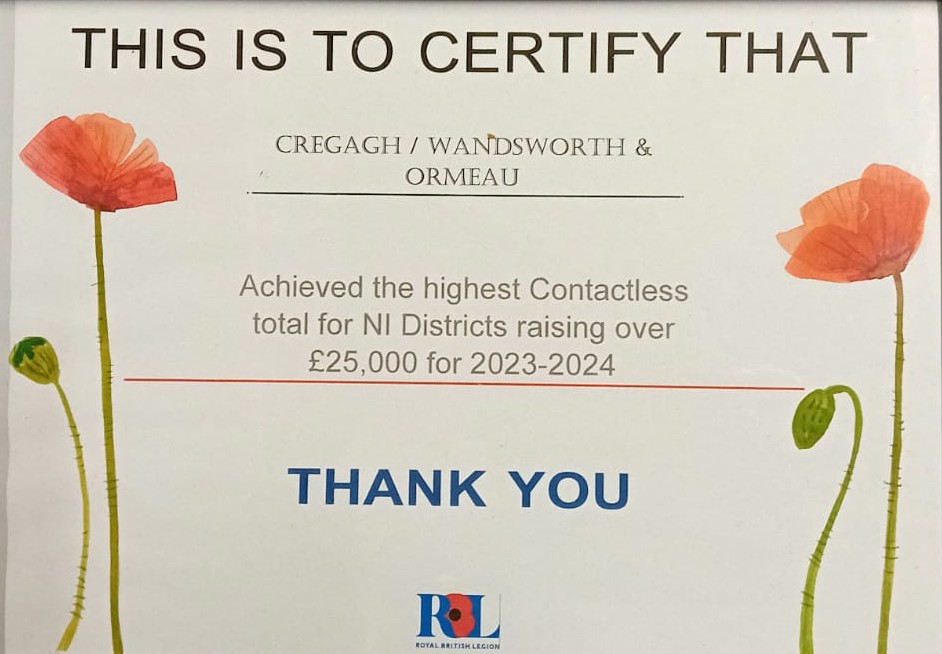 THIS IS TO CERTIFY THAT
CREGAGH / WANDSWORTH &
ORMEAU
Achieved the highest Contactless
total for NI Districts raising over
£25,000 for 2023-2024
THANK YOU
RBL
ROYAL BRITISH LEGION